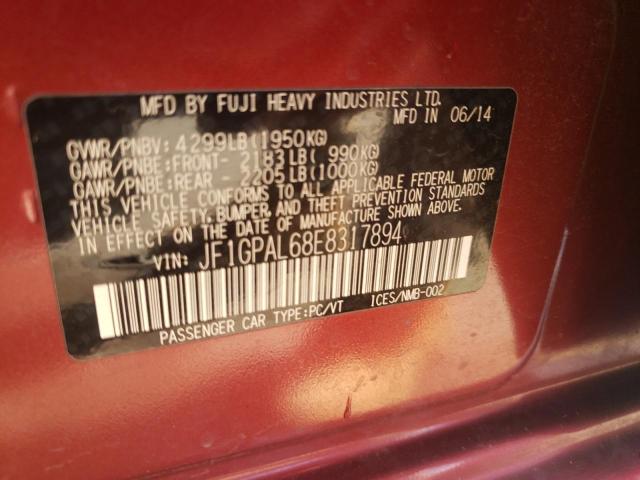 MFD BY FUJI HEAVY INDUSTRIES LTD.
MFD IN 06/14
GVWR/PNBV: 4299LB(1950KG)
GAWR/PNBE:FRONT- 2183LB( 990KG)
GAWR/PNBE:REAR - 2205LB(1000KG)
THIS VEHICLE CONFORMS TO ALL APPLICABLE FEDERAL MOTOR
VEHICLE SAFETY,BUMPER,AND THEFT PREVENTION STANDARDS
IN EFFECT ON THE DATE OF MANUFACTURE SHOWN ABOVE.
VIN: JF1GPAL68E8317894
PASSENGER CAR TYPE:PC/VT ICES/NMB-002